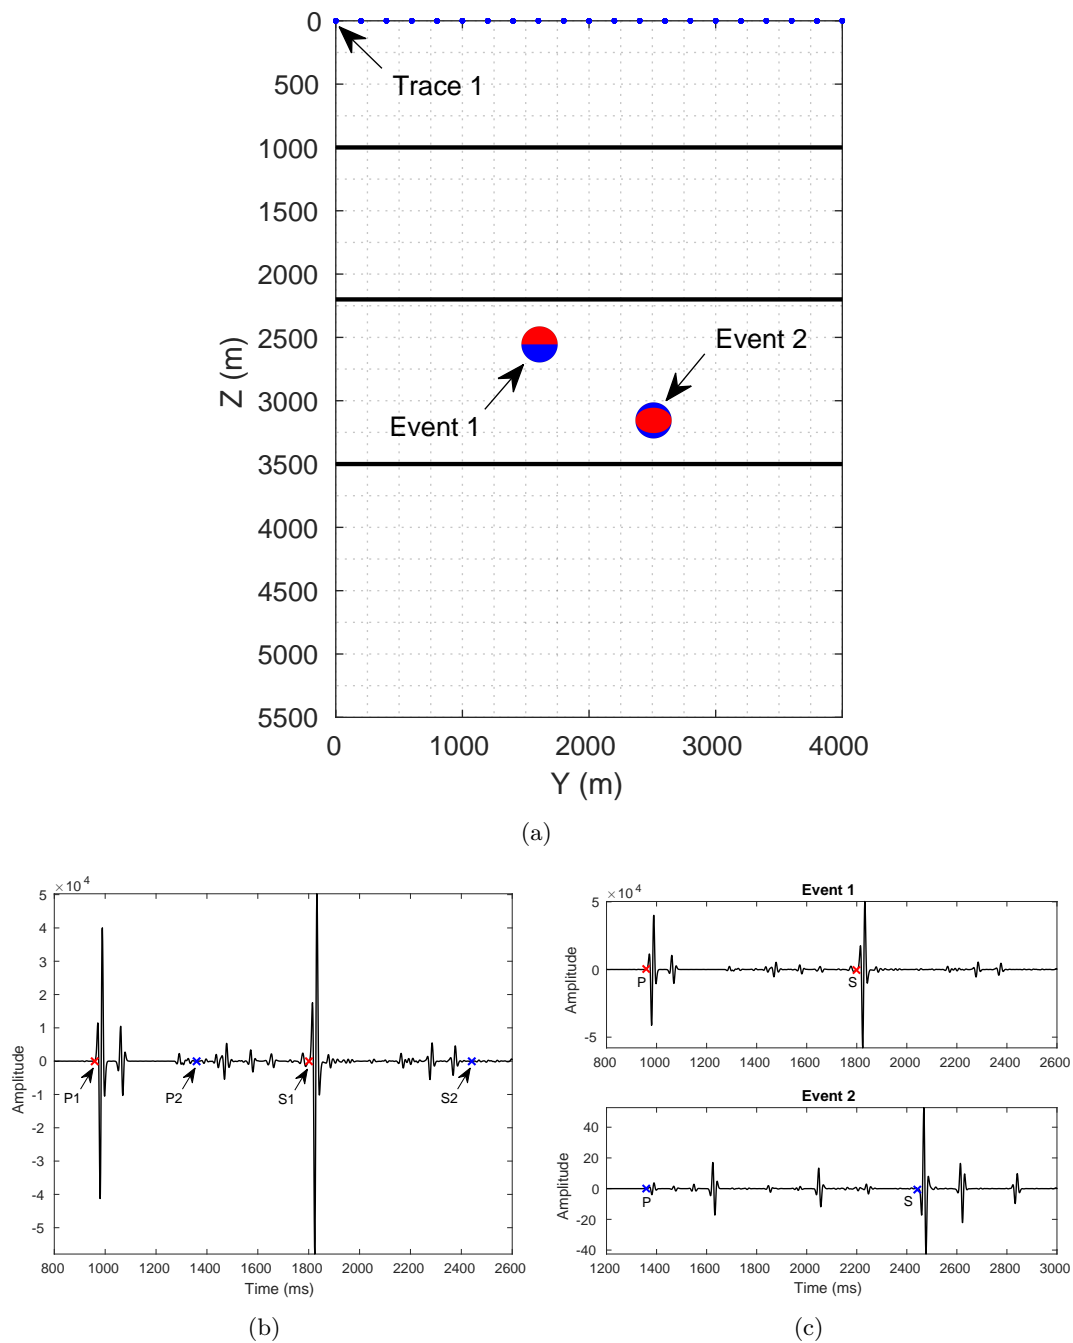 0
Trace 1
500
1000
1500
2000
2500
Event 2
Z (m)
3000
Event 1
3500
4000
4500
5000
5500
0 1000 2000 3000 4000
Y (m)
(a)
×10^4
5
4
3
2
1
0
-1
-2
-3
-4
-5
Amplitude
P1 P2 S1 S2
800 1000 1200 1400 1600 1800 2000 2200 2400 2600
Time (ms)
(b)
Event 1
×10^4
5
0
-5
Amplitude
P S
800 1000 1200 1400 1600 1800 2000 2200 2400 2600
Event 2
40
20
0
-20
-40
Amplitude
P S
1200 1400 1600 1800 2000 2200 2400 2600 2800 3000
Time (ms)
(c)